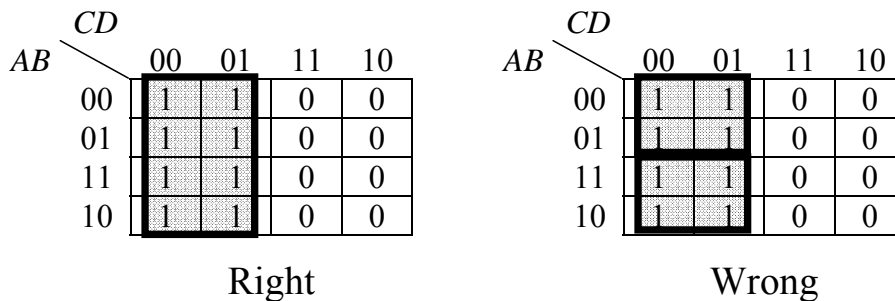 CD CD
AB 00 01 11 10 AB 00 01 11 10
00 1 1 0 0 00 1 1 0 0
01 1 1 0 0 01 1 1 0 0
11 1 1 0 0 11 1 1 0 0
10 1 1 0 0 10 1 1 0 0
Right Wrong